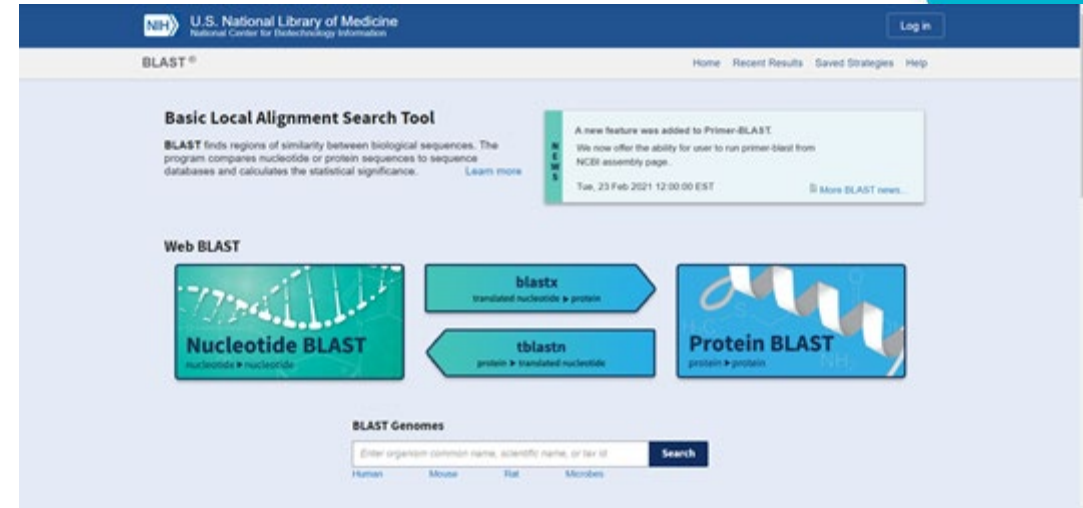 NIH U.S. National Library of Medicine
National Center for Biotechnology Information
Log in
BLAST ®
Home Recent Results Saved Strategies Help
Basic Local Alignment Search Tool
BLAST finds regions of similarity between biological sequences. The
program compares nucleotide or protein sequences to sequence
databases and calculates the statistical significance. Learn more
NEWS
A new feature was added to Primer-BLAST.
We now offer the ability for user to run primer-blast from
NCBI assembly page.
Tue, 23 Feb 2021 12:00:00 EST
More BLAST news...
Web BLAST
Nucleotide BLAST
nucleotide ▸ nucleotide
blastx
translated nucleotide ▸ protein
tblastn
protein ▸ translated nucleotide
Protein BLAST
protein ▸ protein
BLAST Genomes
Enter organism common name, scientific name, or tax id
Search
Human Mouse Rat Microbes